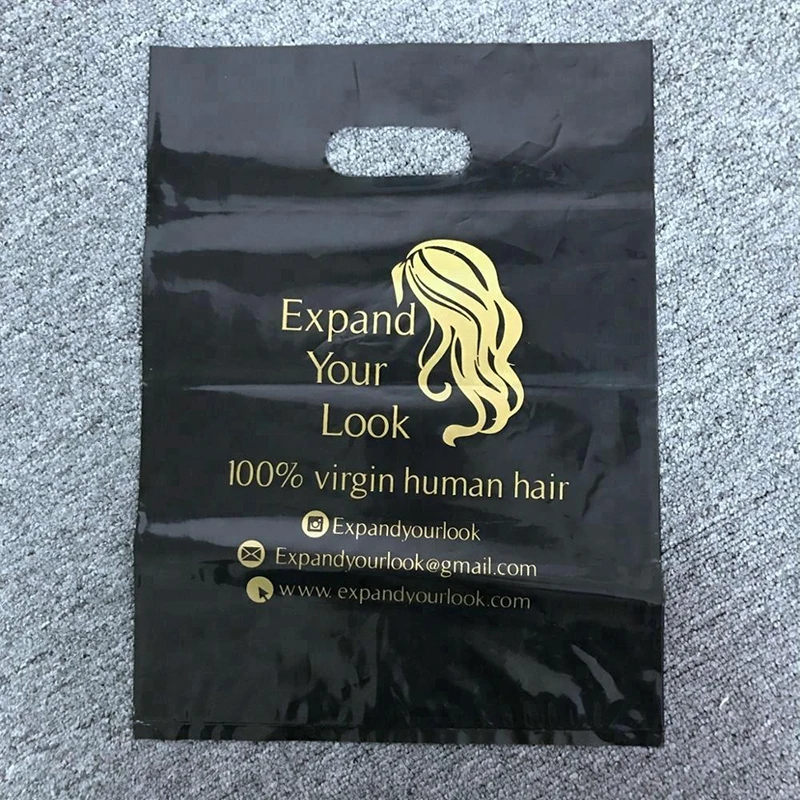 Expand
Your
Look
100% virgin human hair
Expandyourlook
Expandyourlook@gmail.com
www. expandyourlook.com